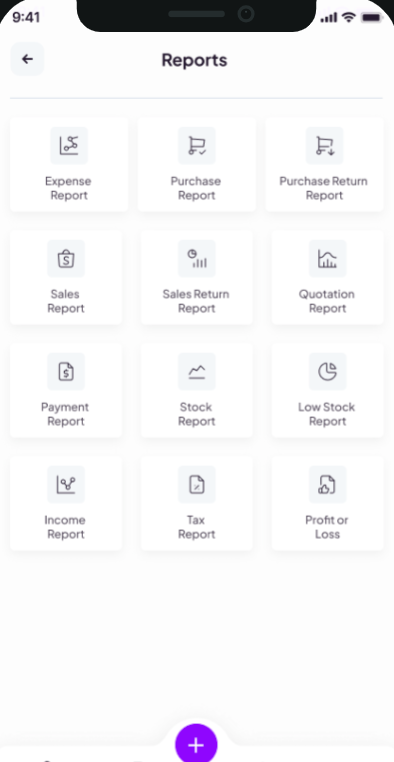 9:41
Reports
Expense
Report
Purchase
Report
Purchase Return
Report
Sales
Report
Sales Return
Report
Quotation
Report
Payment
Report
Stock
Report
Low Stock
Report
Income
Report
Tax
Report
Profit or
Loss